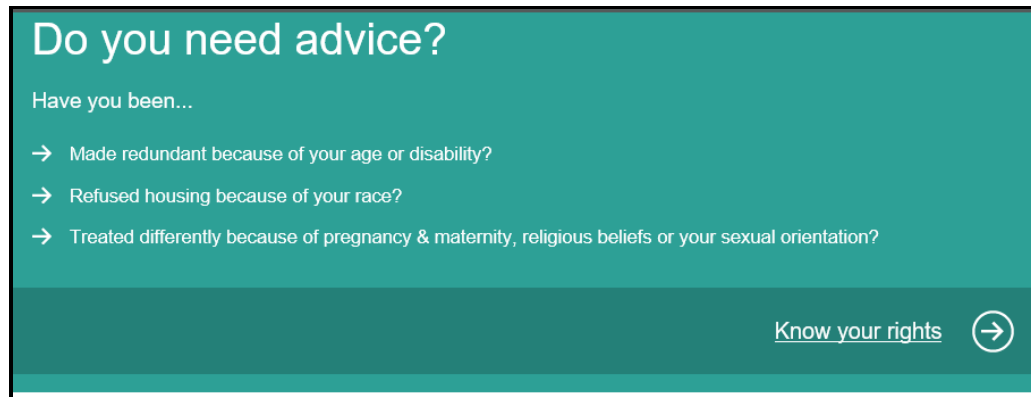 Do you need advice?
Have you been...
→ Made redundant because of your age or disability?
→ Refused housing because of your race?
→ Treated differently because of pregnancy & maternity, religious beliefs or your sexual orientation?
Know your rights